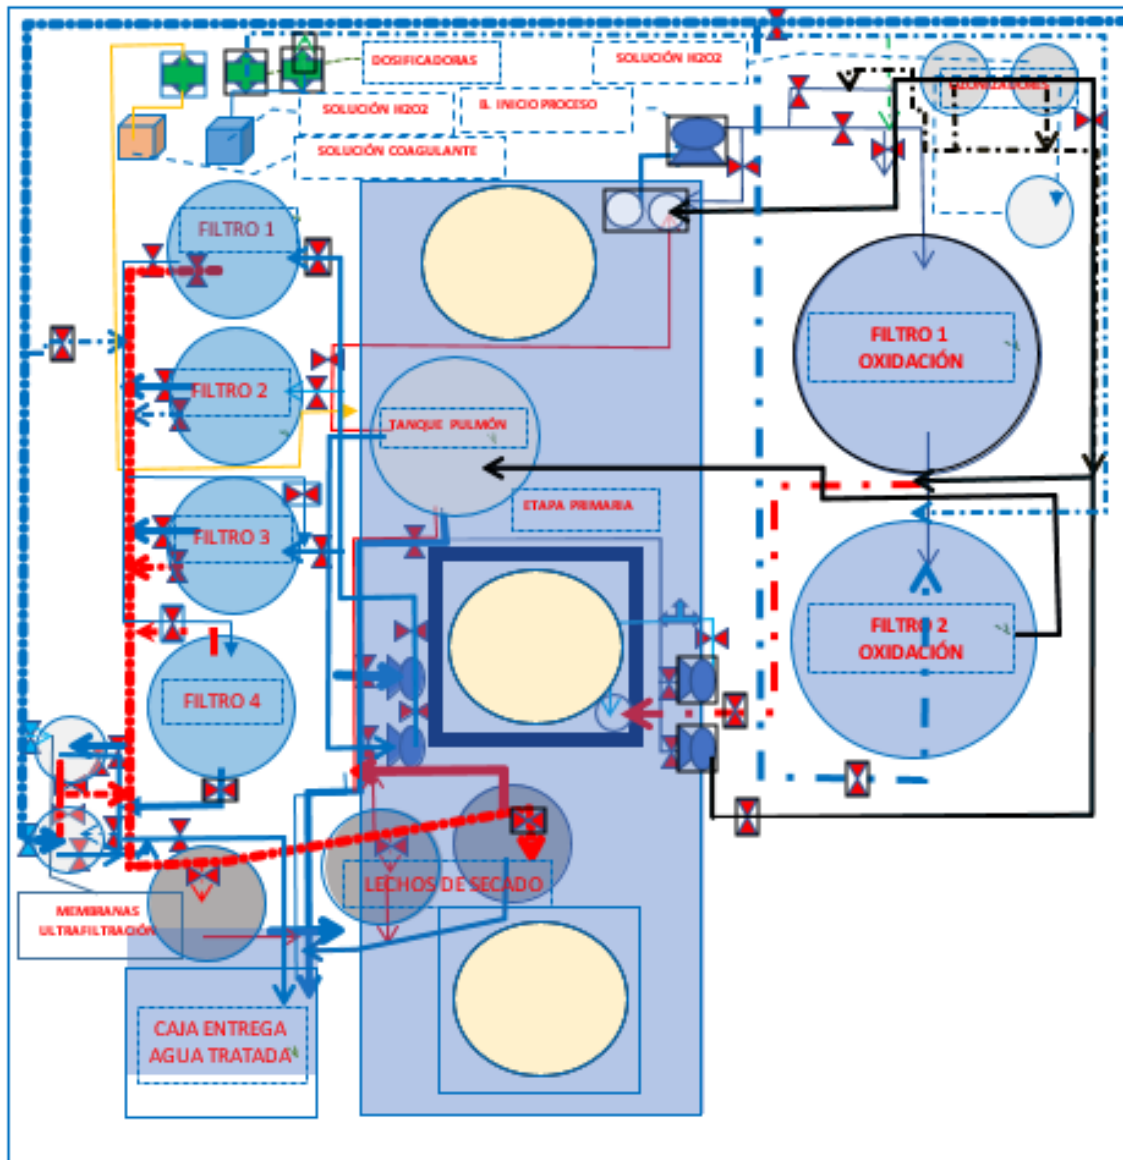 DOSIFICADORAS
SOLUCIÓN H2O2
OZONIZADORES
SOLUCIÓN H2O2
B. INICIO PROCESO
SOLUCIÓN COAGULANTE
FILTRO 1
FILTRO 1
OXIDACIÓN
FILTRO 2
TANQUE PULMÓN
ETAPA PRIMARIA
FILTRO 3
FILTRO 2
OXIDACIÓN
FILTRO 4
LECHOS DE SECADO
MEMBRANAS
ULTRAFILTRACIÓN
CAJA ENTREGA
AGUA TRATADA